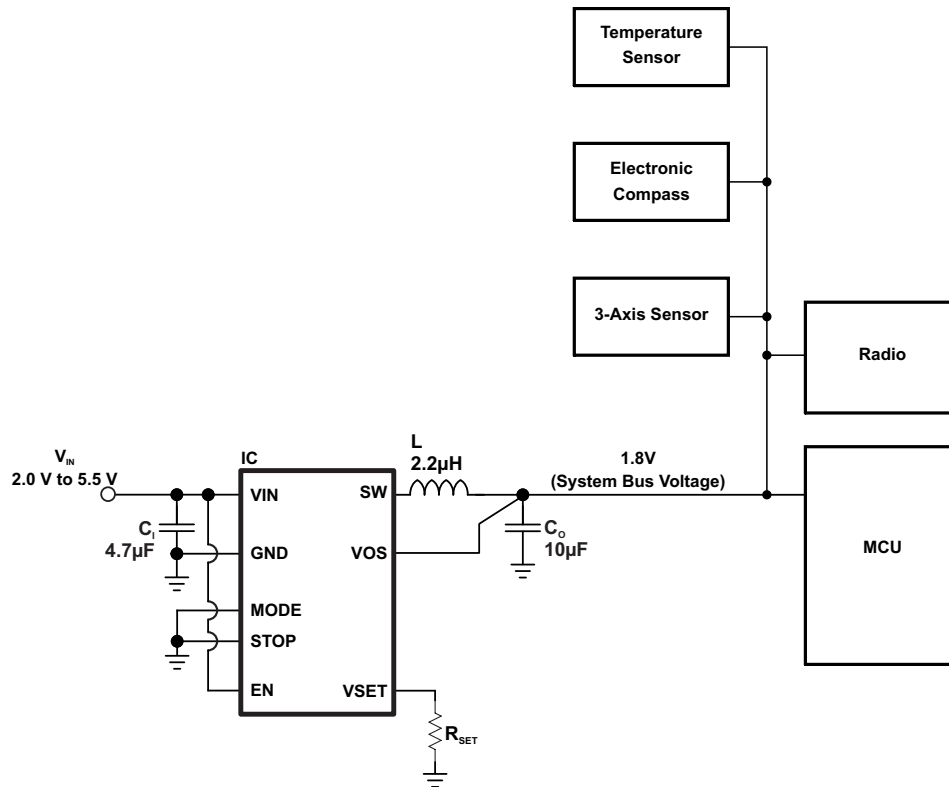 Temperature
Sensor
Electronic
Compass
3-Axis Sensor
Radio
V_IN
2.0 V to 5.5 V
IC
L
2.2µH
1.8V
(System Bus Voltage)
VIN
SW
C_I
4.7µF
GND
VOS
C_O
10µF
MCU
MODE
STOP
EN
VSET
R_SET